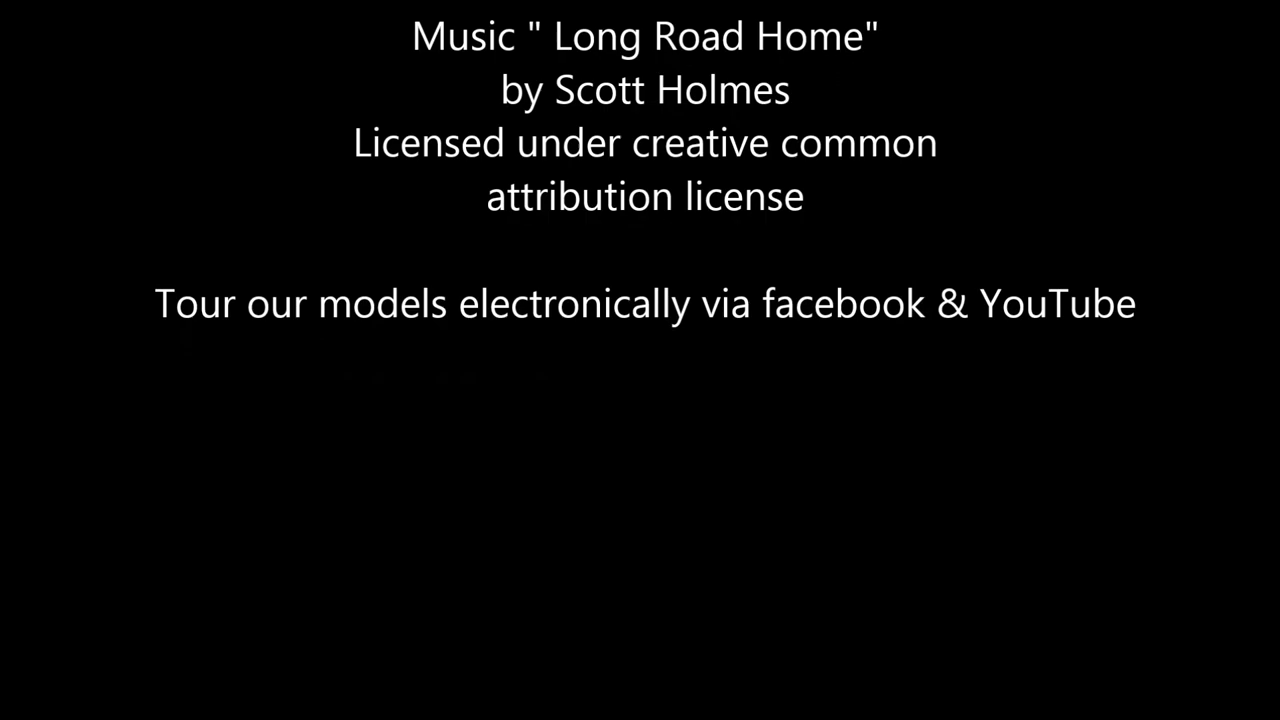 Music " Long Road Home"
by Scott Holmes
Licensed under creative common
attribution license
Tour our models electronically via facebook & YouTube